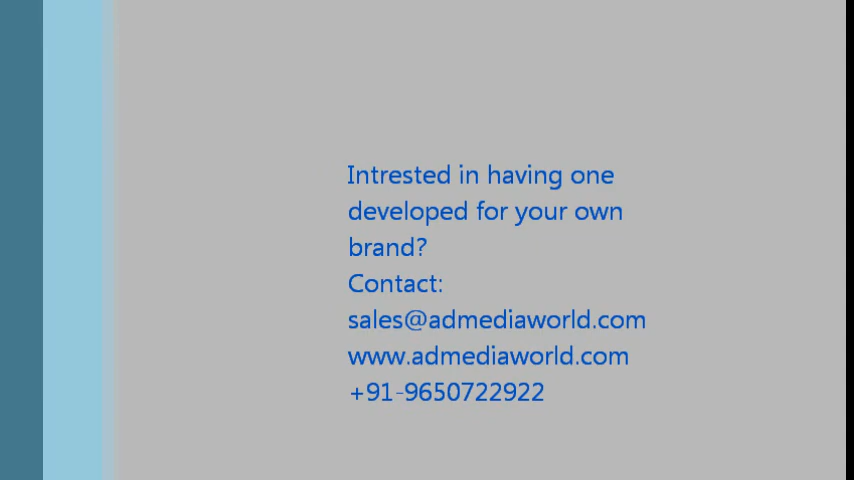 Intrested in having one
developed for your own
brand?
Contact:
sales@admediaworld.com
www.admediaworld.com
+91-9650722922